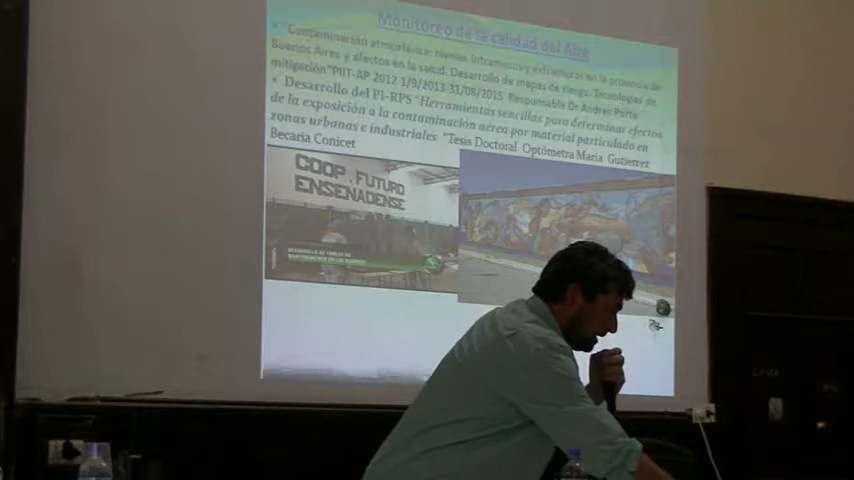 Monitoreo de la calidad del Aire
"Contaminación atmosférica: niveles intramuros y extramuros en la provincia de
Buenos Aires y efectos en la salud. Desarrollo de mapas de riesgo. Tecnologías de
mitigación"PIIT-AP 2012 1/9/2013-31/08/2015 Responsable Dr Andrés Porta
✓ Desarrollo del PI-RPS "Herramientas sencillas para determinar efectos
de la exposición a la contaminación aérea por material particulado en
zonas urbanas e industriales "Tesis Doctoral Optómetra María Gutierrez
Becaria Conicet
COOP. FUTURO
ENSENADENSE